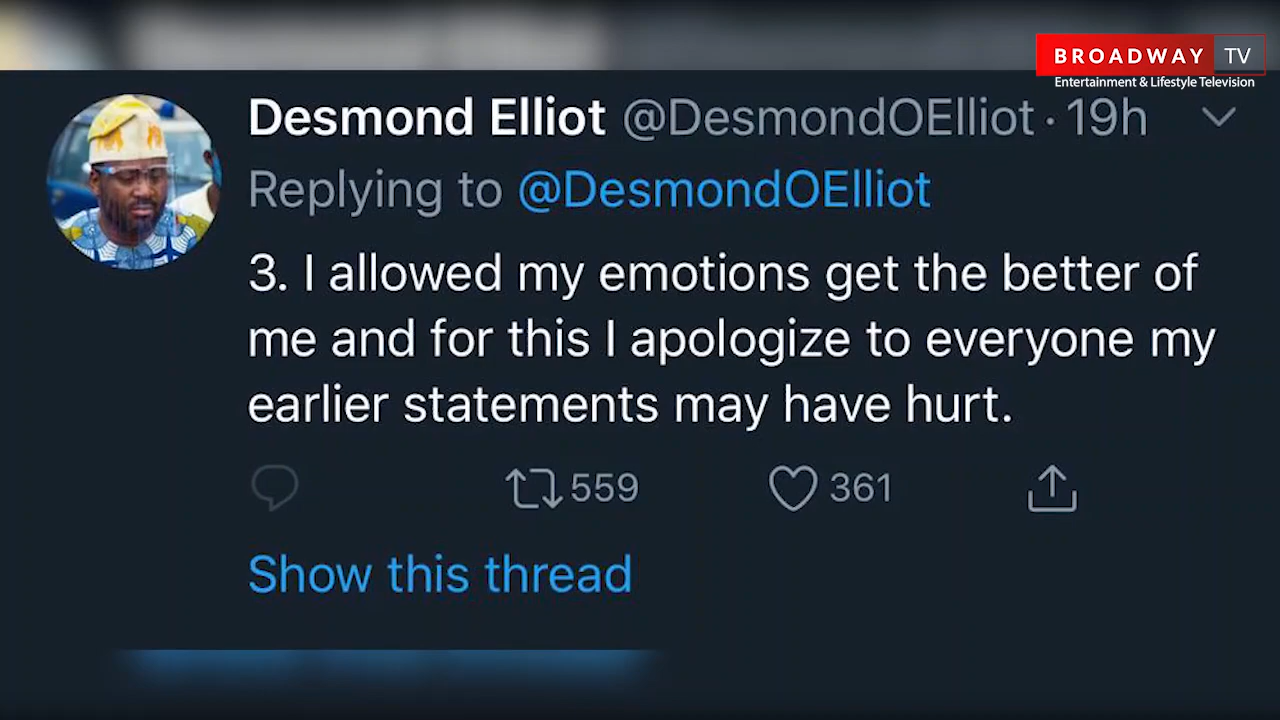 BROADWAY TV
Entertainment & Lifestyle Television
Desmond Elliot @DesmondOElliot · 19h
Replying to @DesmondOElliot
3. I allowed my emotions get the better of
me and for this I apologize to everyone my
earlier statements may have hurt.
559 361
Show this thread